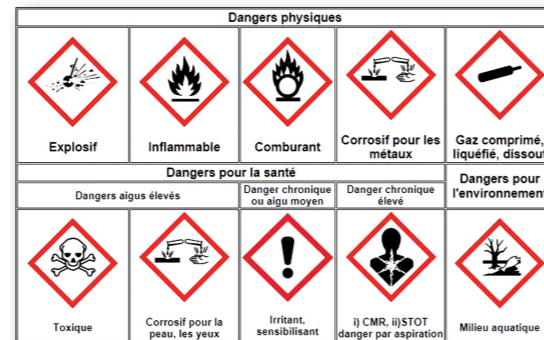 Dangers physiques
Explosif
Inflammable
Comburant
Corrosif pour les
métaux
Gaz comprimé,
liquéfié, dissout
Dangers pour la santé
Dangers pour
l'environnement
Dangers aigus élevés
Danger chronique
ou aigu moyen
Danger chronique
élevé
Toxique
Corrosif pour la
peau, les yeux
Irritant,
sensibilisant
i) CMR, ii)STOT
danger par aspiration
Milieu aquatique